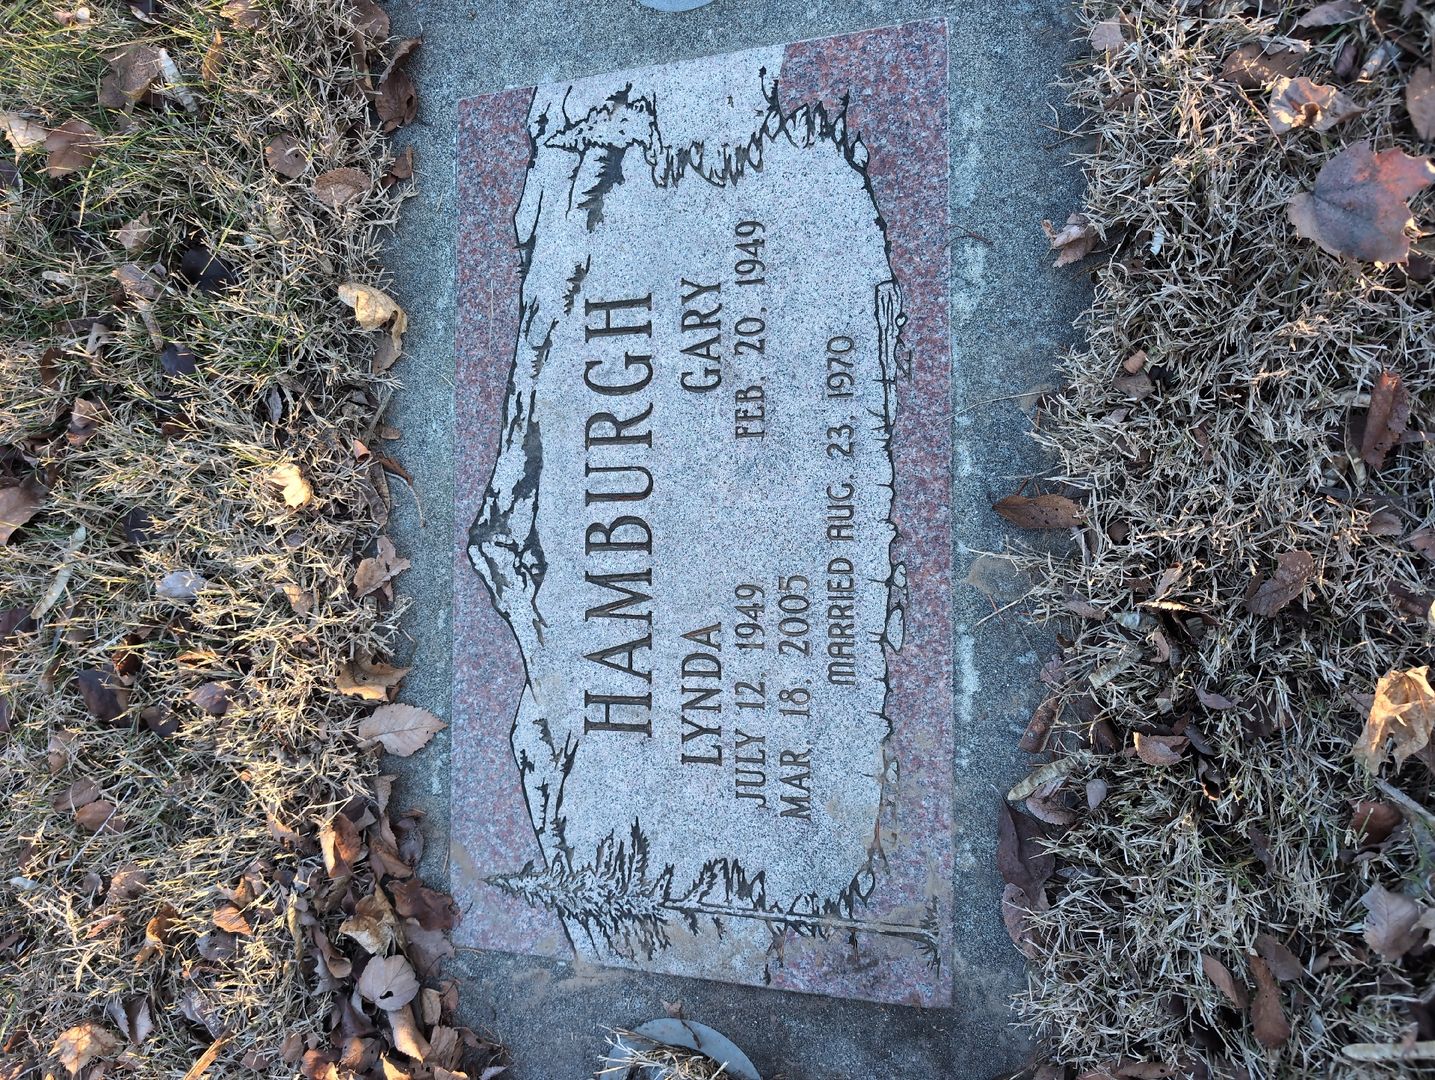 HAMBURGH
LYNDA GARY
JULY 12, 1949 FEB. 20, 1949
MAR. 18, 2005
MARRIED AUG. 23, 1970